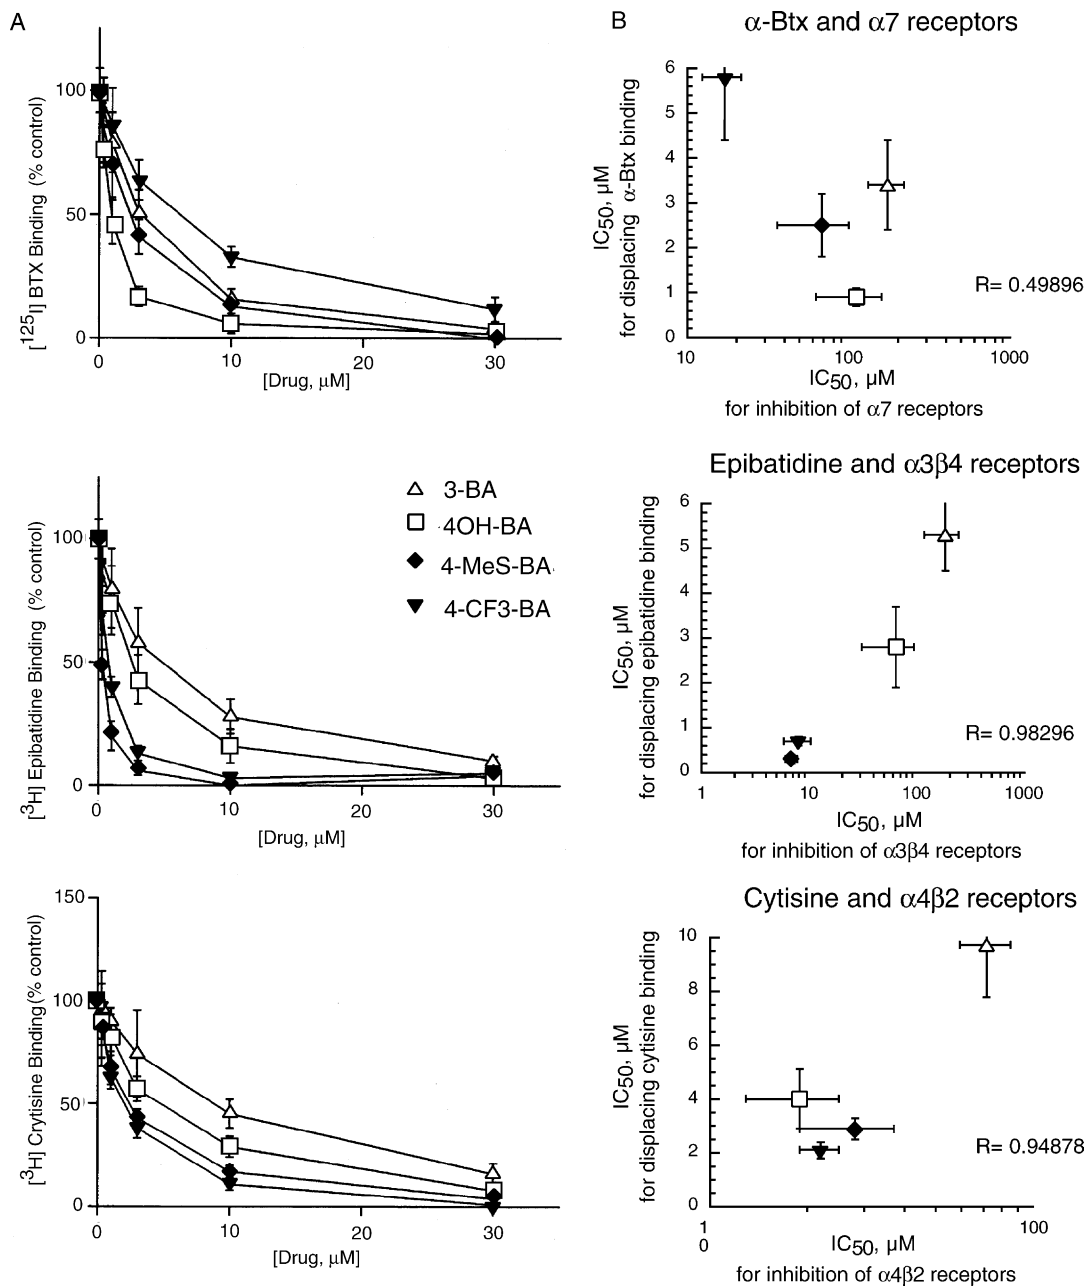 A
[125I] BTX Binding (% control)
100
50
0
0
10
20
30
[Drug, µM]
B
α-Btx and α7 receptors
IC50, µM
for displacing α-Btx binding
6
5
4
3
2
1
0
R= 0.49896
10
100
1000
IC50, µM
for inhibition of α7 receptors
[3H] Epibatidine Binding (% control)
100
50
0
0
10
20
30
[Drug, µM]
3-BA
4OH-BA
4-MeS-BA
4-CF3-BA
Epibatidine and α3β4 receptors
IC50, µM
for displacing epibatidine binding
6
5
4
3
2
1
0
R= 0.98296
1
10
100
1000
IC50, µM
for inhibition of α3β4 receptors
[3H] Crytisine Binding(% control)
150
100
50
0
0
10
20
30
[Drug, µM]
Cytisine and α4β2 receptors
IC50, µM
for displacing cytisine binding
10
8
6
4
2
0
R= 0.94878
1
0
100
IC50, µM
for inhibition of α4β2 receptors